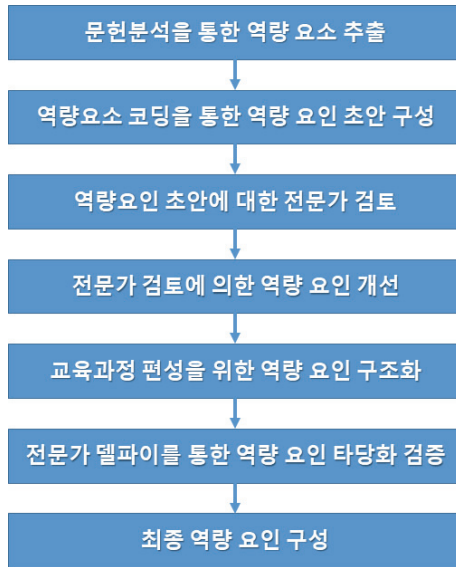 문헌분석을 통한 역량 요소 추출
역량요소 코딩을 통한 역량 요인 초안 구성
역량요인 초안에 대한 전문가 검토
전문가 검토에 의한 역량 요인 개선
교육과정 편성을 위한 역량 요인 구조화
전문가 델파이를 통한 역량 요인 타당화 검증
최종 역량 요인 구성